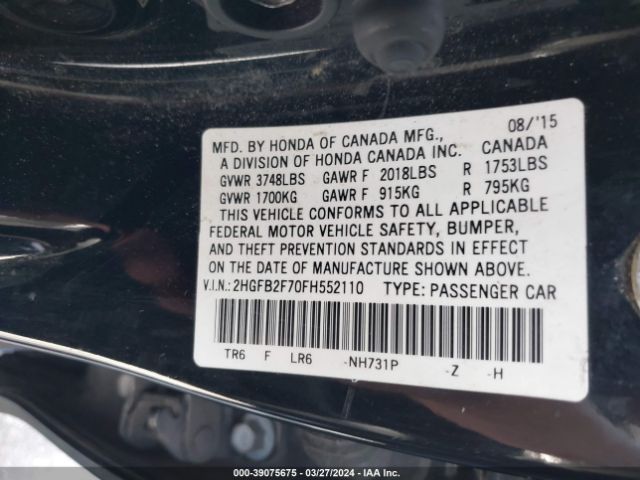 08/'15
MFD. BY HONDA OF CANADA MFG.,
A DIVISION OF HONDA CANADA INC. CANADA
GVWR 3748LBS GAWR F 2018LBS R 1753LBS
GVWR 1700KG GAWR F 915KG R 795KG
THIS VEHICLE CONFORMS TO ALL APPLICABLE
FEDERAL MOTOR VEHICLE SAFETY, BUMPER,
AND THEFT PREVENTION STANDARDS IN EFFECT
ON THE DATE OF MANUFACTURE SHOWN ABOVE.
V.I.N.: 2HGFB2F70FH552110 TYPE: PASSENGER CAR
TR6 F LR6 -NH731P -Z -H
000-39075675 | 03/27/2024 | IAA Inc.